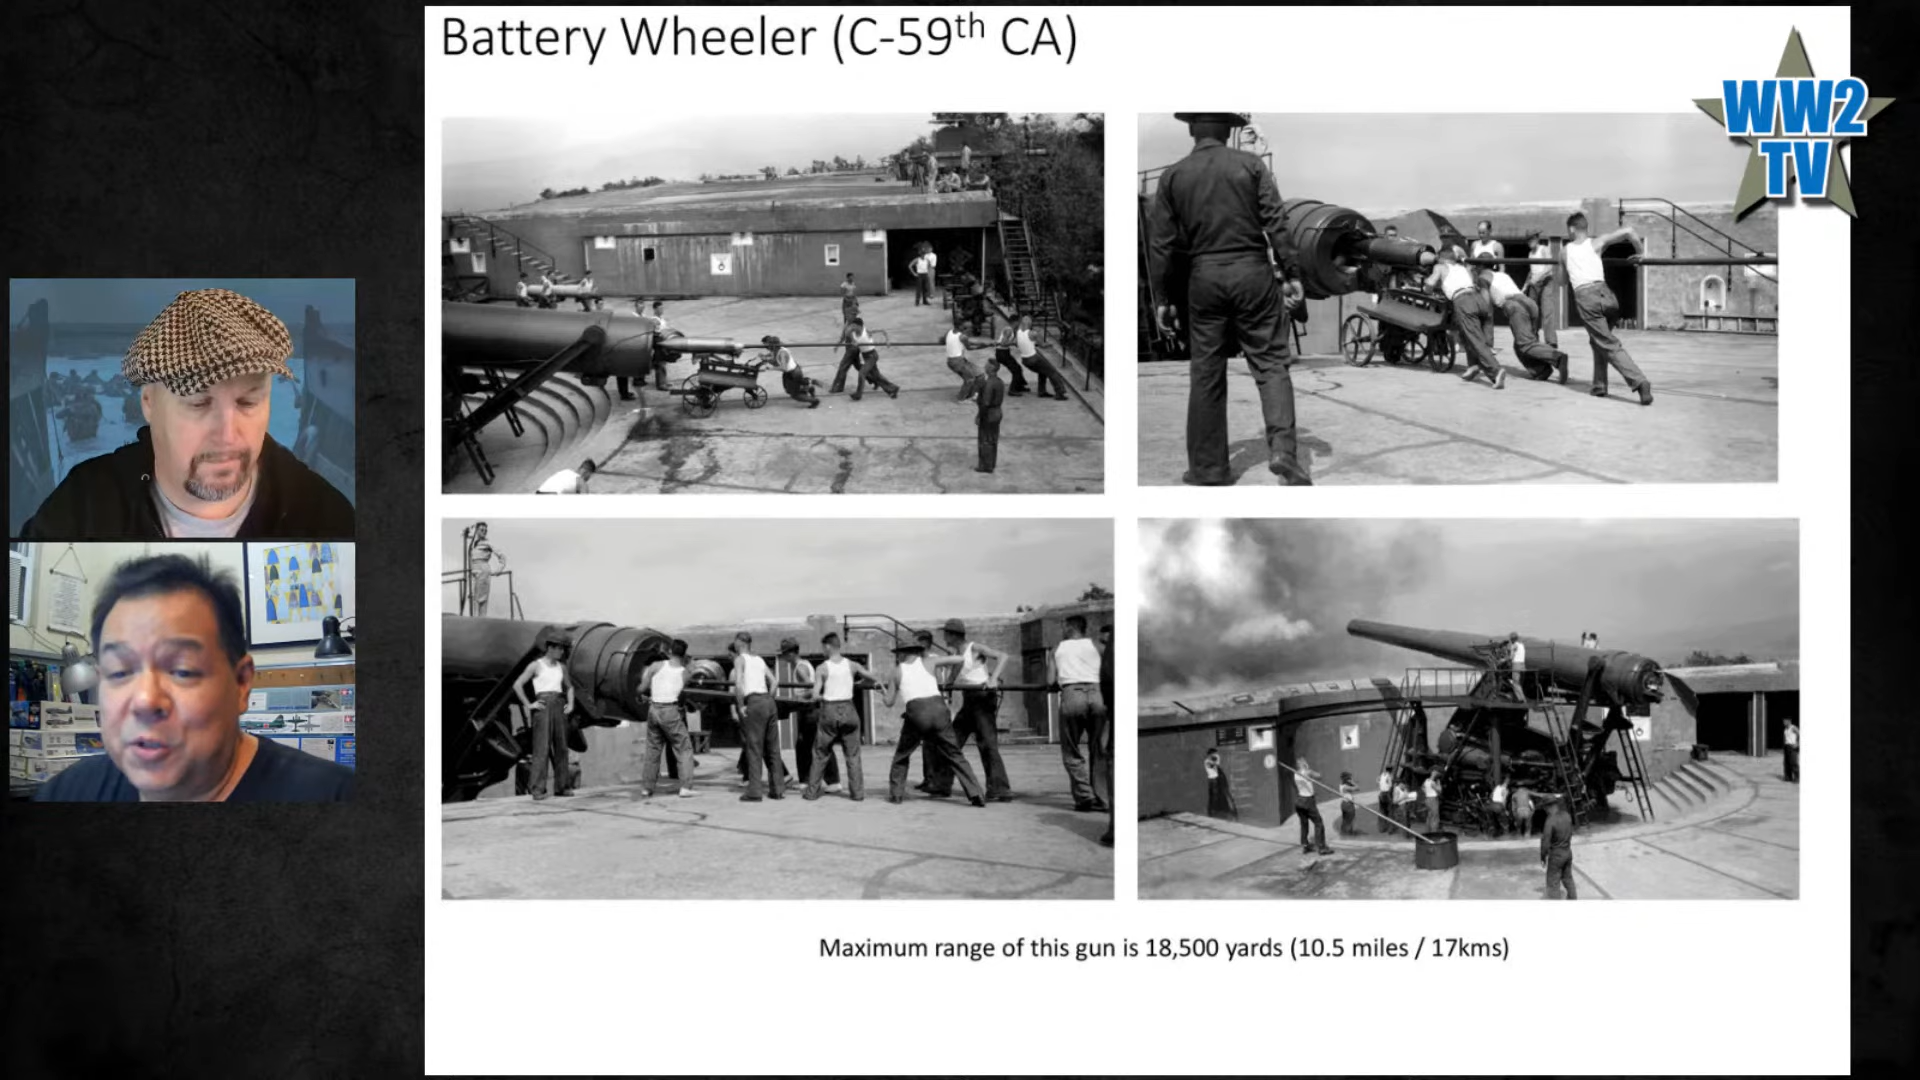 Battery Wheeler (C-59th CA)
WW2
TV
Maximum range of this gun is 18,500 yards (10.5 miles / 17kms)